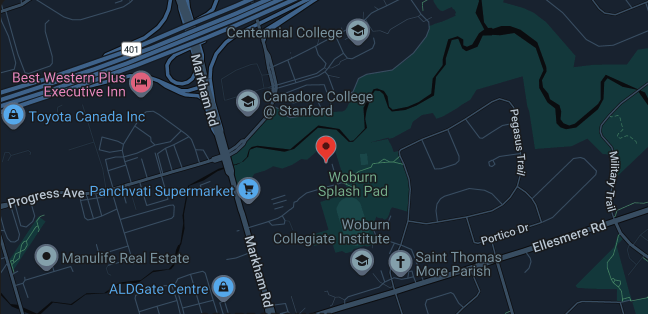 Centennial College
401
Markham Rd
Best Western Plus
Executive Inn
Canadore College
@ Stanford
Toyota Canada Inc
Pegasus Trail
Military Trail
Woburn
Splash Pad
Progress Ave
Panchvati Supermarket
Woburn
Collegiate Institute
Portico Dr
Ellesmere Rd
Markham Rd
Manulife Real Estate
Saint Thomas
More Parish
ALDGate Centre